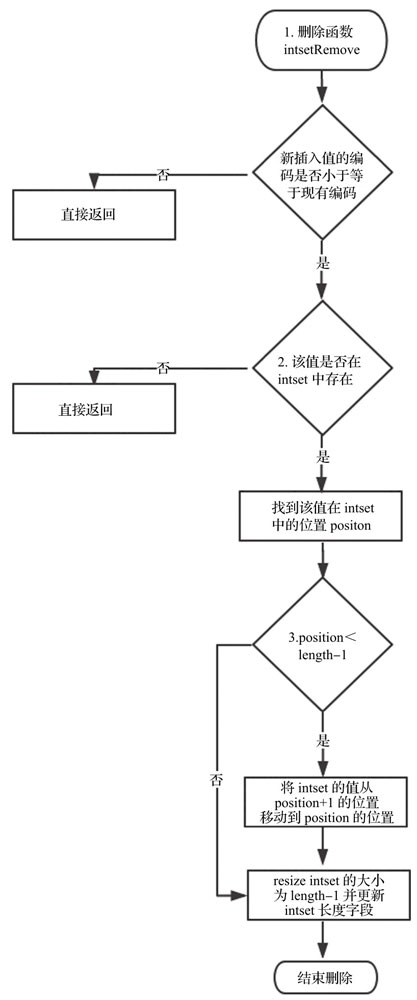 1. 删除函数
intsetRemove
新插入值的编
码是否小于等
于现有编码
否
直接返回
是
2. 该值是否在
intset 中存在
否
直接返回
是
找到该值在 intset
中的位置 positon
3.position＜
length-1
是
否
将 intset 的值从
position+1 的位置
移动到 position 的位置
resize intset 的大小
为 length-1 并更新
intset 长度字段
结束删除